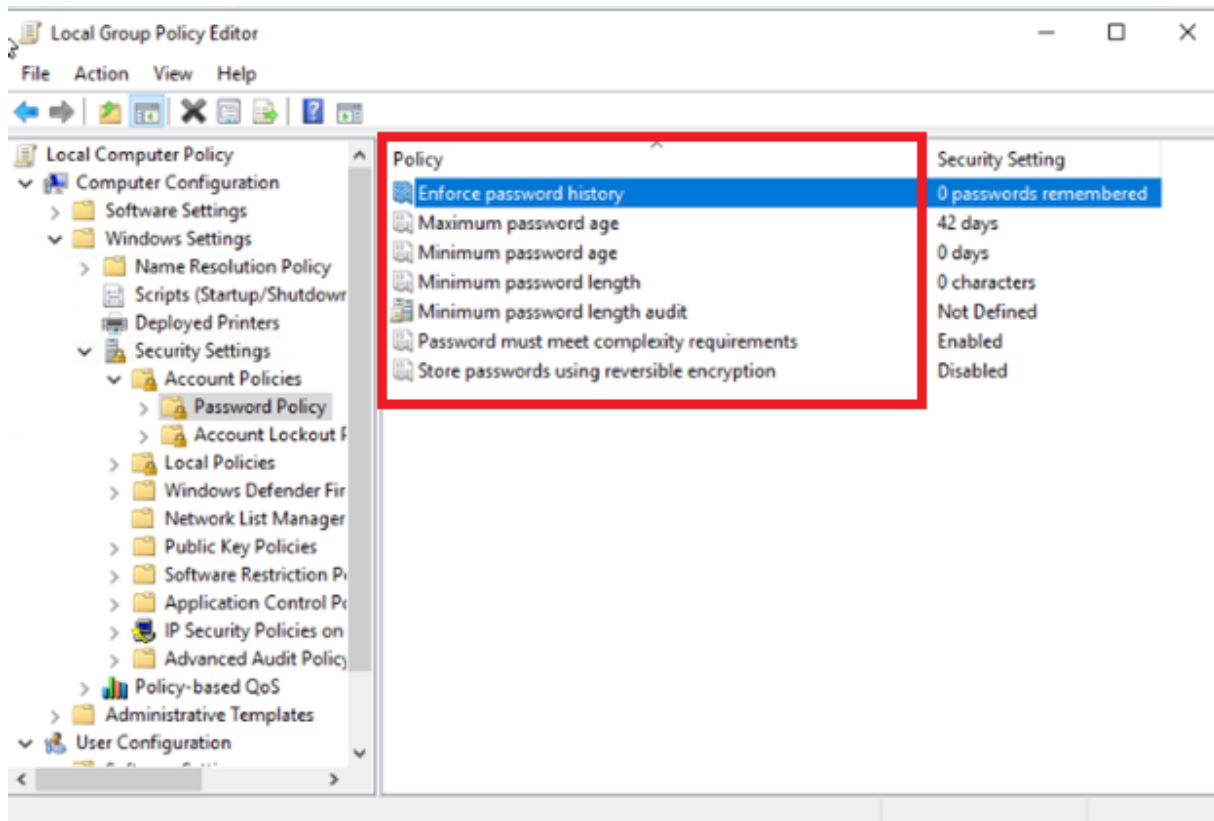 Local Group Policy Editor
File Action View Help
Local Computer Policy
Computer Configuration
Software Settings
Windows Settings
Name Resolution Policy
Scripts (Startup/Shutdowr
Deployed Printers
Security Settings
Account Policies
Password Policy
Account Lockout P
Local Policies
Windows Defender Fir
Network List Manager
Public Key Policies
Software Restriction P
Application Control Po
IP Security Policies on
Advanced Audit Policy
Policy-based QoS
Administrative Templates
User Configuration
Policy Security Setting
Enforce password history 0 passwords remembered
Maximum password age 42 days
Minimum password age 0 days
Minimum password length 0 characters
Minimum password length audit Not Defined
Password must meet complexity requirements Enabled
Store passwords using reversible encryption Disabled